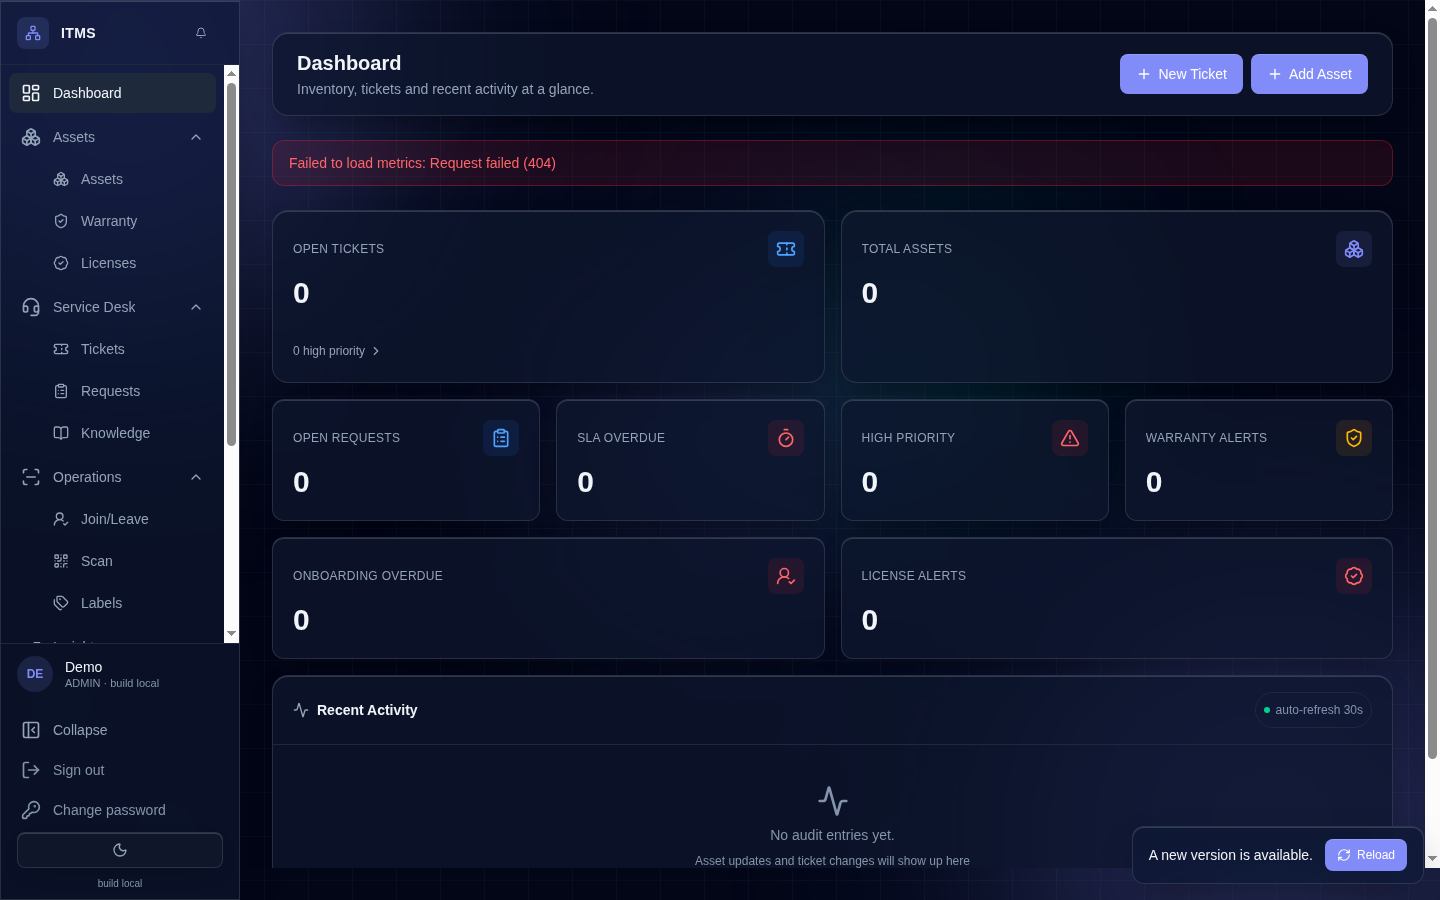 ITMS
Dashboard
Assets
Assets
Warranty
Licenses
Service Desk
Tickets
Requests
Knowledge
Operations
Join/Leave
Scan
Labels
DE
Demo
ADMIN · build local
Collapse
Sign out
Change password
build local
Dashboard
Inventory, tickets and recent activity at a glance.
New Ticket
Add Asset
Failed to load metrics: Request failed (404)
OPEN TICKETS
0
0 high priority
TOTAL ASSETS
0
OPEN REQUESTS
0
SLA OVERDUE
0
HIGH PRIORITY
0
WARRANTY ALERTS
0
ONBOARDING OVERDUE
0
LICENSE ALERTS
0
Recent Activity
auto-refresh 30s
No audit entries yet.
Asset updates and ticket changes will show up here
A new version is available.
Reload